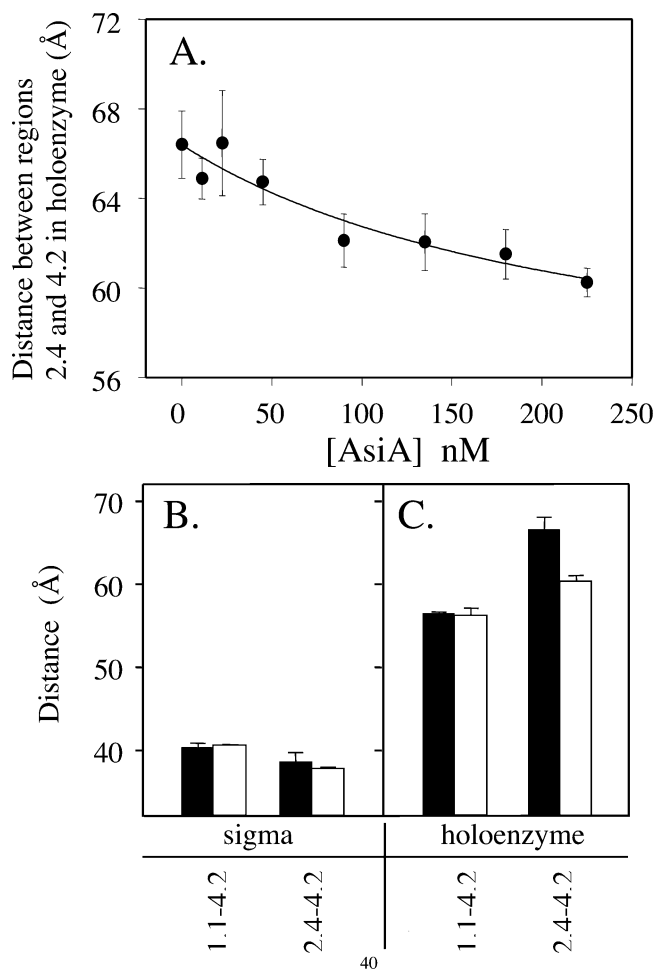 Distance between regions
2.4 and 4.2 in holoenzyme (Å)
72
68
64
60
56
A.
0 50 100 150 200 250
[AsiA] nM
Distance (Å)
70
60
50
40
B.
C.
sigma
holoenzyme
1.1-4.2
2.4-4.2
1.1-4.2
2.4-4.2
40